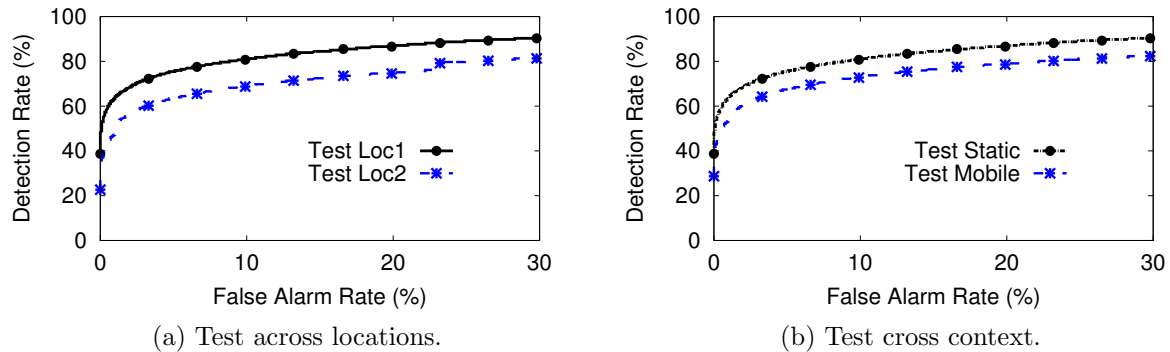 100
80
60
40
20
0
Detection Rate (%)
Test Loc1
Test Loc2
0 10 20 30
False Alarm Rate (%)
(a) Test across locations.
100
80
60
40
20
0
Detection Rate (%)
Test Static
Test Mobile
0 10 20 30
False Alarm Rate (%)
(b) Test cross context.